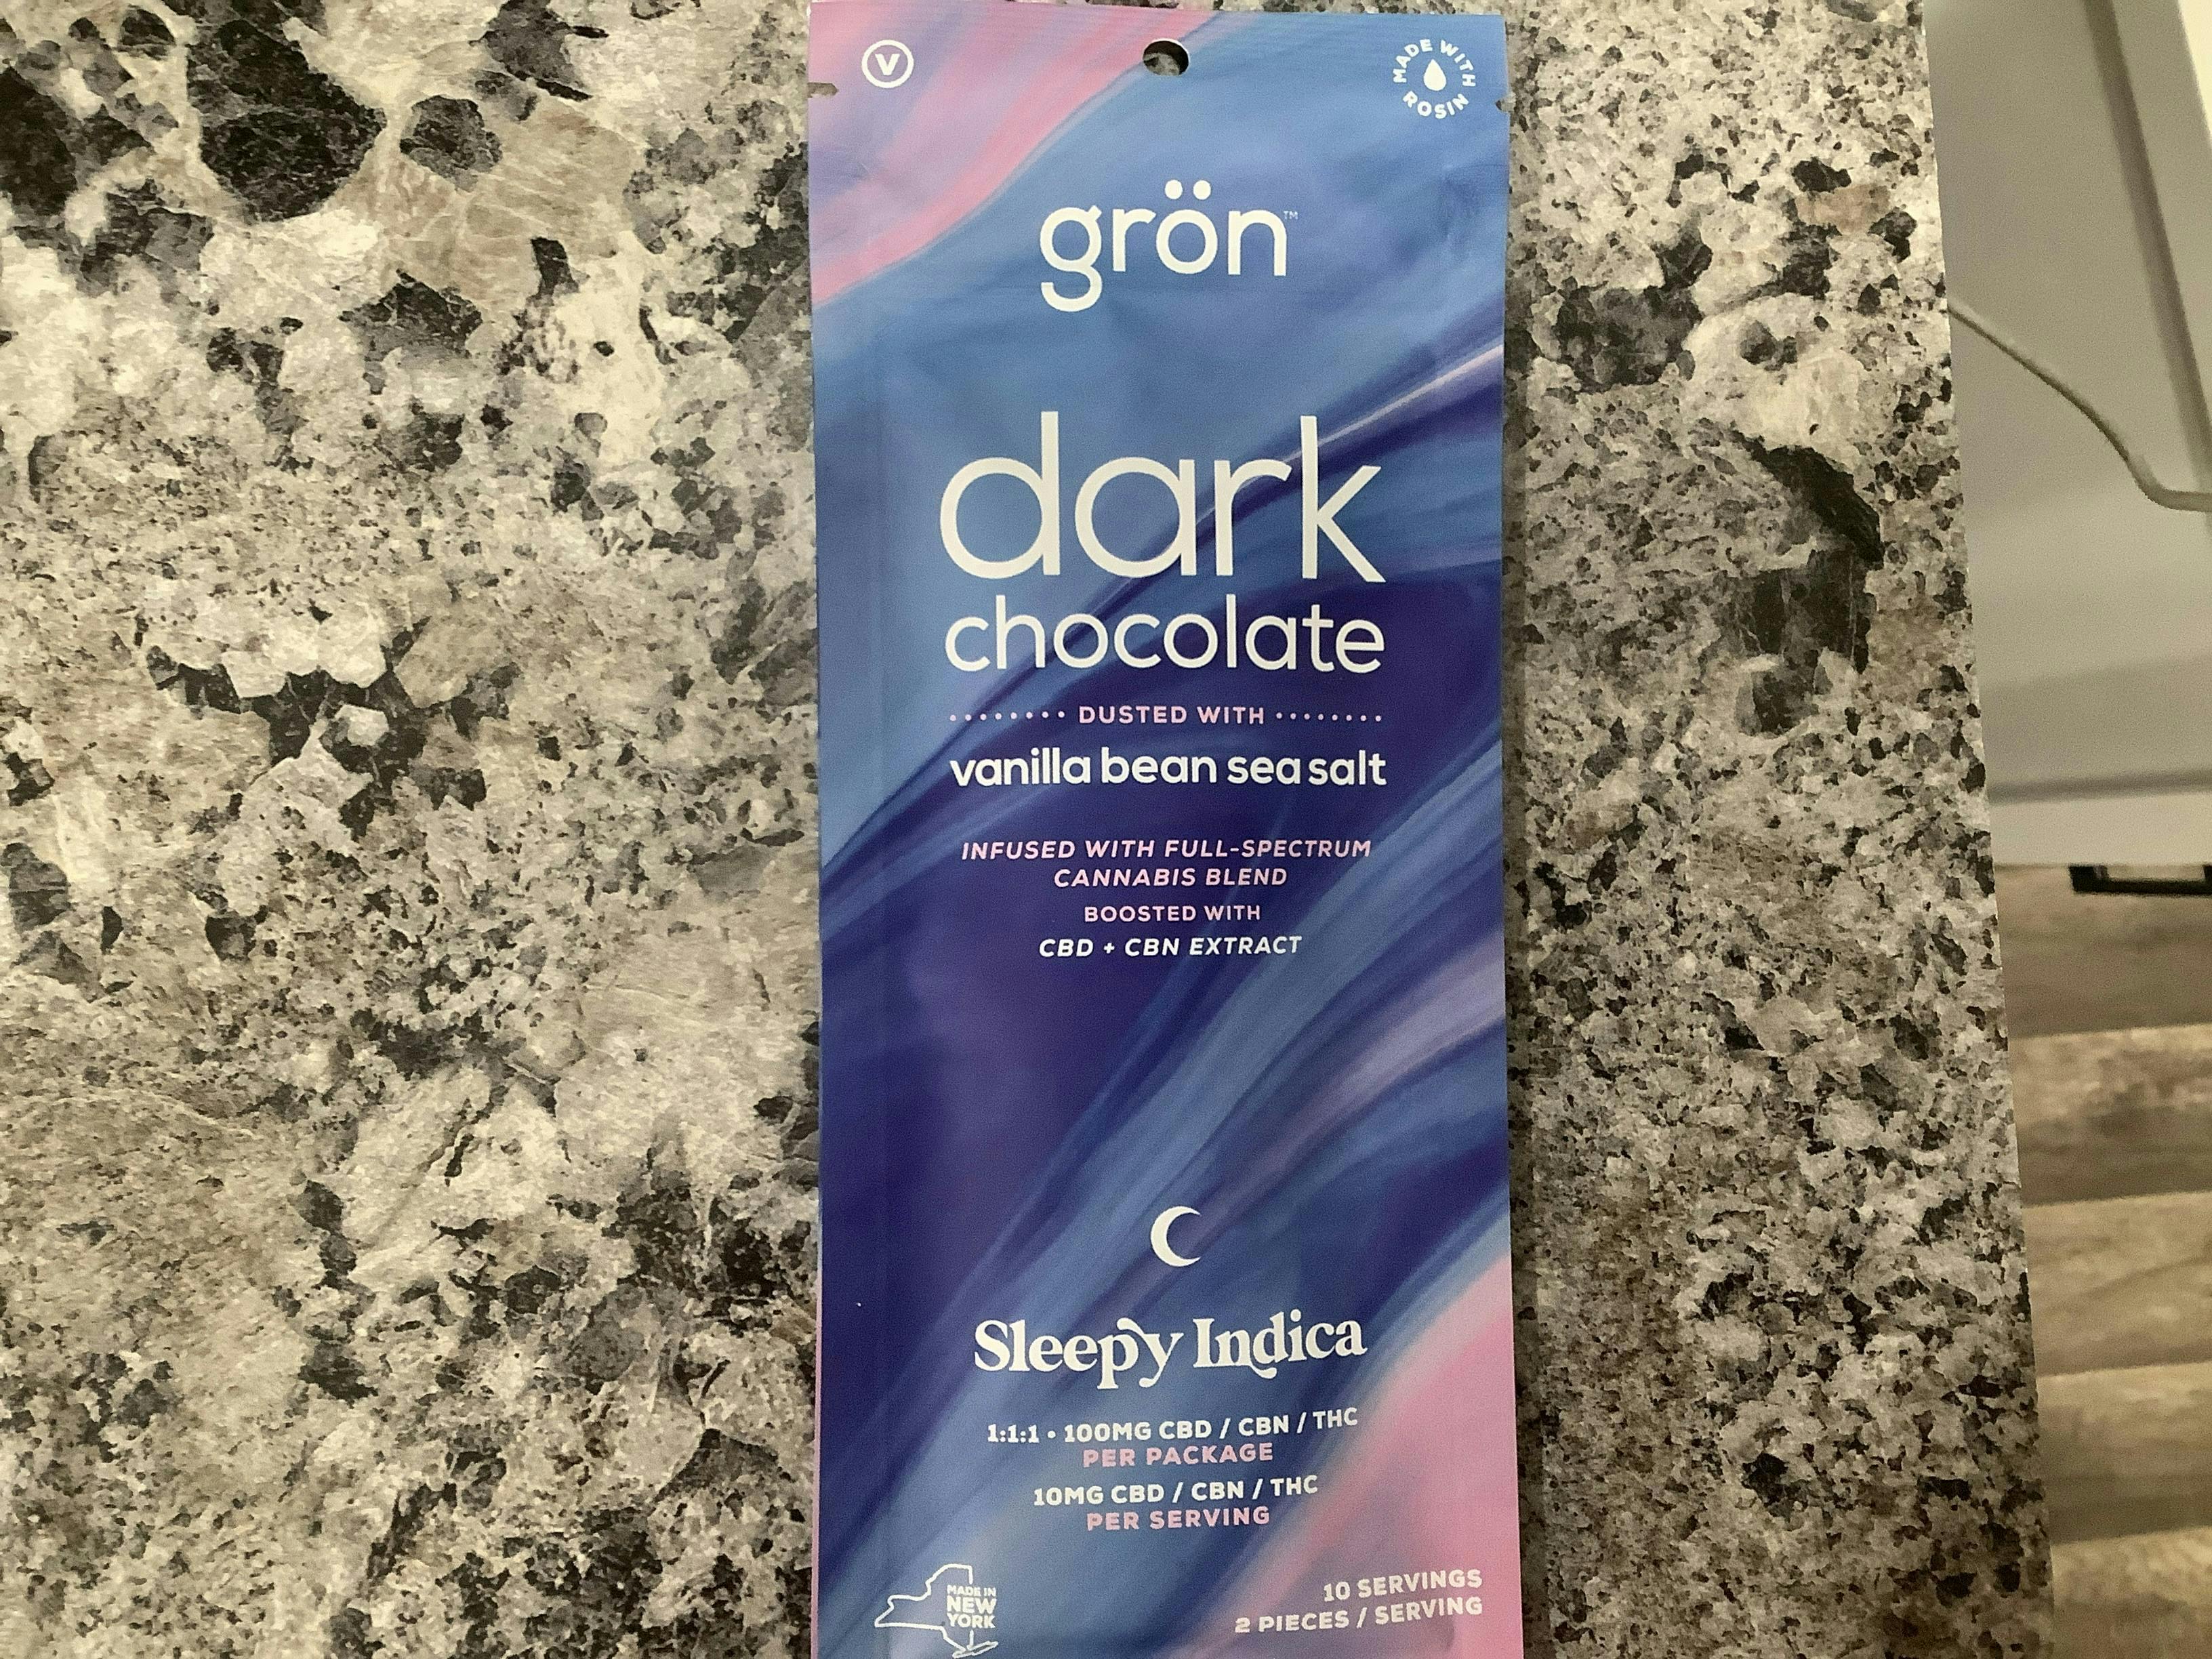 V
MADE WITH
ROSIN
grön™
dark
chocolate
DUSTED WITH
vanilla bean sea salt
INFUSED WITH FULL-SPECTRUM
CANNABIS BLEND
BOOSTED WITH
CBD + CBN EXTRACT
Sleepy Indica
1:1:1 • 100MG CBD / CBN / THC
PER PACKAGE
10MG CBD / CBN / THC
PER SERVING
MADE IN
NEW
YORK
10 SERVINGS
2 PIECES / SERVING